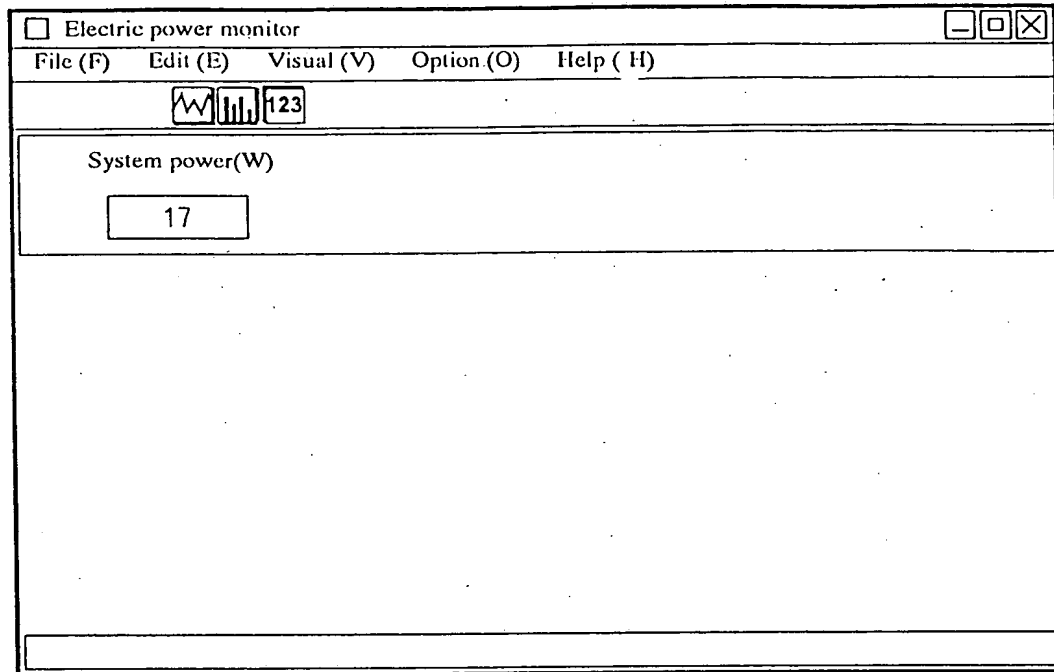 Electric power monitor
File (F) Edit (E) Visual (V) Option.(O) Help ( H)
123
System power(W)
17